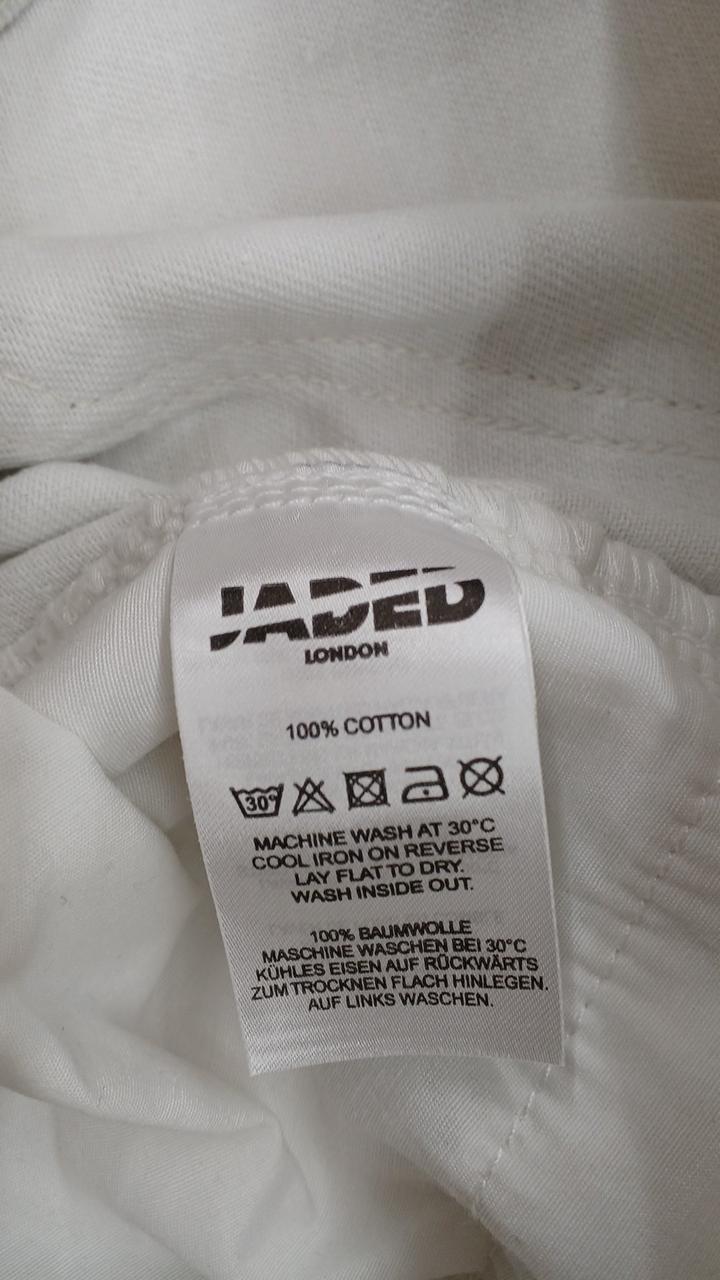 JADED
LONDON
100% COTTON
30°
MACHINE WASH AT 30°C
COOL IRON ON REVERSE
LAY FLAT TO DRY.
WASH INSIDE OUT.
100% BAUMWOLLE
MASCHINE WASCHEN BEI 30°C
KÜHLES EISEN AUF RÜCKWÄRTS
ZUM TROCKNEN FLACH HINLEGEN.
AUF LINKS WASCHEN.